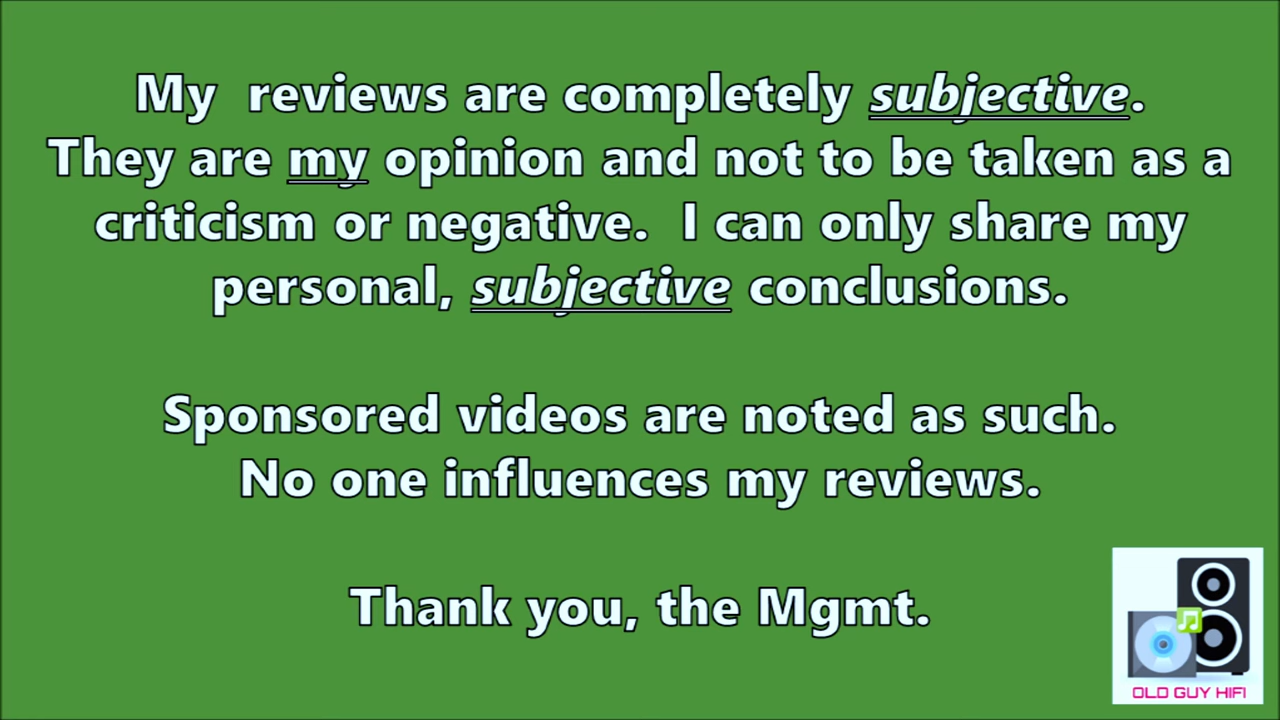 My  reviews are completely subjective.
They are my opinion and not to be taken as a
criticism or negative.  I can only share my
personal, subjective conclusions.
Sponsored videos are noted as such.
No one influences my reviews.
Thank you, the Mgmt.
OLD GUY HIFI